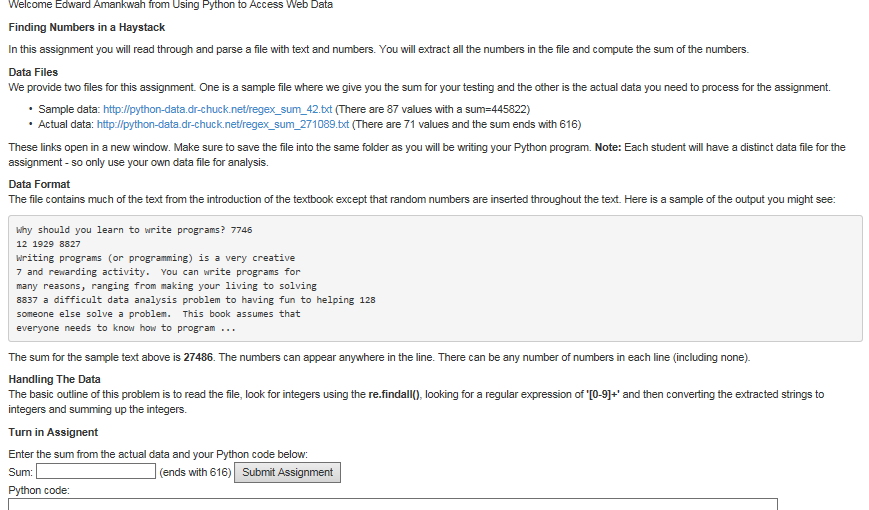 Welcome Edward Amankwah from Using Python to Access Web Data
Finding Numbers in a Haystack
In this assignment you will read through and parse a file with text and numbers. You will extract all the numbers in the file and compute the sum of the numbers.
Data Files
We provide two files for this assignment. One is a sample file where we give you the sum for your testing and the other is the actual data you need to process for the assignment.
• Sample data: http://python-data.dr-chuck.net/regex_sum_42.txt (There are 87 values with a sum=445822)
• Actual data: http://python-data.dr-chuck.net/regex_sum_271089.txt (There are 71 values and the sum ends with 616)
These links open in a new window. Make sure to save the file into the same folder as you will be writing your Python program. Note: Each student will have a distinct data file for the
assignment - so only use your own data file for analysis.
Data Format
The file contains much of the text from the introduction of the textbook except that random numbers are inserted throughout the text. Here is a sample of the output you might see:
Why should you learn to write programs? 7746
12 1929 8827
Writing programs (or programming) is a very creative
7 and rewarding activity.  You can write programs for
many reasons, ranging from making your living to solving
8837 a difficult data analysis problem to having fun to helping 128
someone else solve a problem.  This book assumes that
everyone needs to know how to program ...
The sum for the sample text above is 27486. The numbers can appear anywhere in the line. There can be any number of numbers in each line (including none).
Handling The Data
The basic outline of this problem is to read the file, look for integers using the re.findall(), looking for a regular expression of '[0-9]+' and then converting the extracted strings to
integers and summing up the integers.
Turn in Assignent
Enter the sum from the actual data and your Python code below:
Sum: (ends with 616) Submit Assignment
Python code: